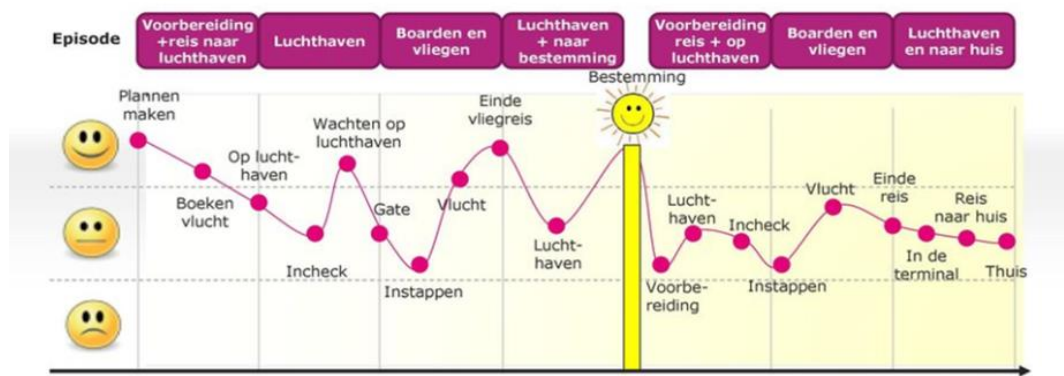 Episode
Voorbereiding
+reis naar
luchthaven
Luchthaven
Boarden en
vliegen
Luchthaven
+ naar
bestemming
Voorbereiding
reis + op
luchthaven
Boarden en
vliegen
Luchthaven
en naar huis
Bestemming
Plannen
maken
Boeken
vlucht
Op lucht-
haven
Incheck
Wachten op
luchthaven
Gate
Instappen
Vlucht
Einde
vliegreis
Lucht-
haven
Voorbe-
reiding
Lucht-
haven
Incheck
Instappen
Vlucht
Einde
reis
In de
terminal
Reis
naar huis
Thuis